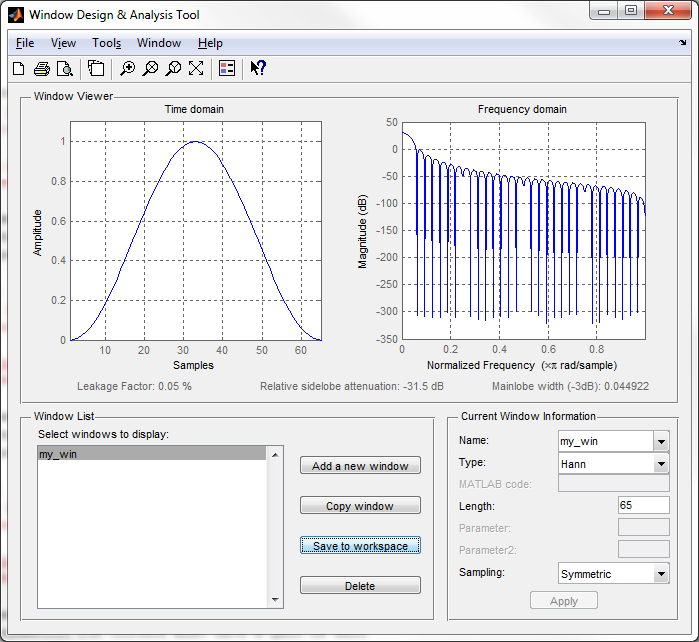 Window Design & Analysis Tool
File View Tools Window Help
Window Viewer
Time domain
Frequency domain
1
0.8
0.6
0.4
0.2
0
Amplitude
10 20 30 40 50 60
Samples
50
0
-50
-100
-150
-200
-250
-300
-350
Magnitude (dB)
0 0.2 0.4 0.6 0.8
Normalized Frequency (×π rad/sample)
Leakage Factor: 0.05 % Relative sidelobe attenuation: -31.5 dB Mainlobe width (-3dB): 0.044922
Window List
Select windows to display:
my_win
Add a new window
Copy window
Save to workspace
Delete
Current Window Information
Name: my_win
Type: Hann
MATLAB code:
Length: 65
Parameter:
Parameter2:
Sampling: Symmetric
Apply